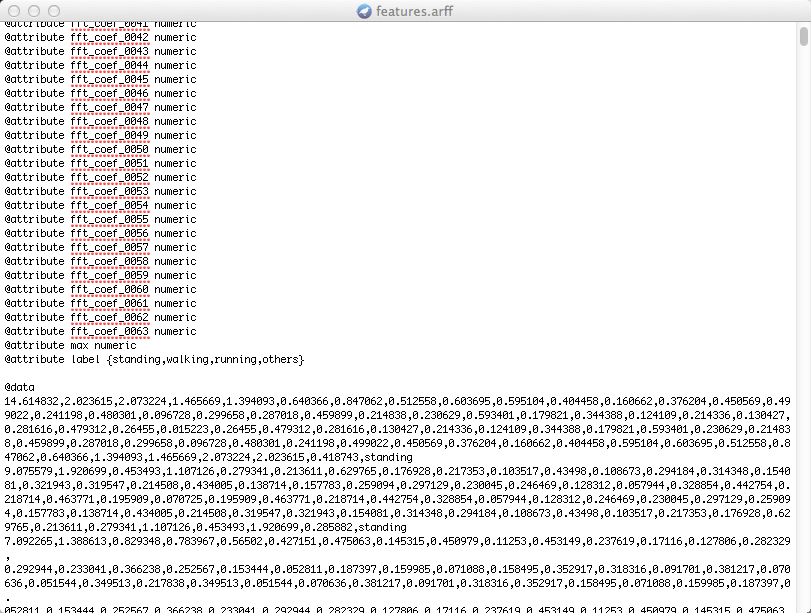 features.arff
@attribute fft_coef_0041 numeric
@attribute fft_coef_0042 numeric
@attribute fft_coef_0043 numeric
@attribute fft_coef_0044 numeric
@attribute fft_coef_0045 numeric
@attribute fft_coef_0046 numeric
@attribute fft_coef_0047 numeric
@attribute fft_coef_0048 numeric
@attribute fft_coef_0049 numeric
@attribute fft_coef_0050 numeric
@attribute fft_coef_0051 numeric
@attribute fft_coef_0052 numeric
@attribute fft_coef_0053 numeric
@attribute fft_coef_0054 numeric
@attribute fft_coef_0055 numeric
@attribute fft_coef_0056 numeric
@attribute fft_coef_0057 numeric
@attribute fft_coef_0058 numeric
@attribute fft_coef_0059 numeric
@attribute fft_coef_0060 numeric
@attribute fft_coef_0061 numeric
@attribute fft_coef_0062 numeric
@attribute fft_coef_0063 numeric
@attribute max numeric
@attribute label {standing,walking,running,others}
@data
14.614832,2.023615,2.073224,1.465669,1.394093,0.640366,0.847062,0.512558,0.603695,0.595104,0.404458,0.160662,0.376204,0.450569,0.49
9022,0.241198,0.480301,0.096728,0.299658,0.287018,0.459899,0.214838,0.230629,0.593401,0.179821,0.344388,0.124109,0.214336,0.130427,
0.281616,0.479312,0.26455,0.015223,0.26455,0.479312,0.281616,0.130427,0.214336,0.124109,0.344388,0.179821,0.593401,0.230629,0.21483
8,0.459899,0.287018,0.299658,0.096728,0.480301,0.241198,0.499022,0.450569,0.376204,0.160662,0.404458,0.595104,0.603695,0.512558,0.8
47062,0.640366,1.394093,1.465669,2.073224,2.023615,0.418743,standing
9.075579,1.920699,0.453493,1.107126,0.279341,0.213611,0.629765,0.176928,0.217353,0.103517,0.43498,0.108673,0.294184,0.314348,0.1540
81,0.321943,0.319547,0.214508,0.434005,0.138714,0.157783,0.259094,0.297129,0.230045,0.246469,0.128312,0.057944,0.328854,0.442754,0.
218714,0.463771,0.195909,0.070725,0.195909,0.463771,0.218714,0.442754,0.328854,0.057944,0.128312,0.246469,0.230045,0.297129,0.25909
4,0.157783,0.138714,0.434005,0.214508,0.319547,0.321943,0.154081,0.314348,0.294184,0.108673,0.43498,0.103517,0.217353,0.176928,0.62
9765,0.213611,0.279341,1.107126,0.453493,1.920699,0.285882,standing
7.092265,1.388613,0.829348,0.783967,0.56502,0.427151,0.475063,0.145315,0.450979,0.11253,0.453149,0.237619,0.17116,0.127806,0.282329
,
0.292944,0.233041,0.366238,0.252567,0.153444,0.052811,0.187397,0.159985,0.071088,0.158495,0.352917,0.318316,0.091701,0.381217,0.070
636,0.051544,0.349513,0.217838,0.349513,0.051544,0.070636,0.381217,0.091701,0.318316,0.352917,0.158495,0.071088,0.159985,0.187397,0
.
052811,0.153444,0.252567,0.366238,0.233041,0.292944,0.282329,0.127806,0.17116,0.237619,0.453149,0.11253,0.450979,0.145315,0.475063